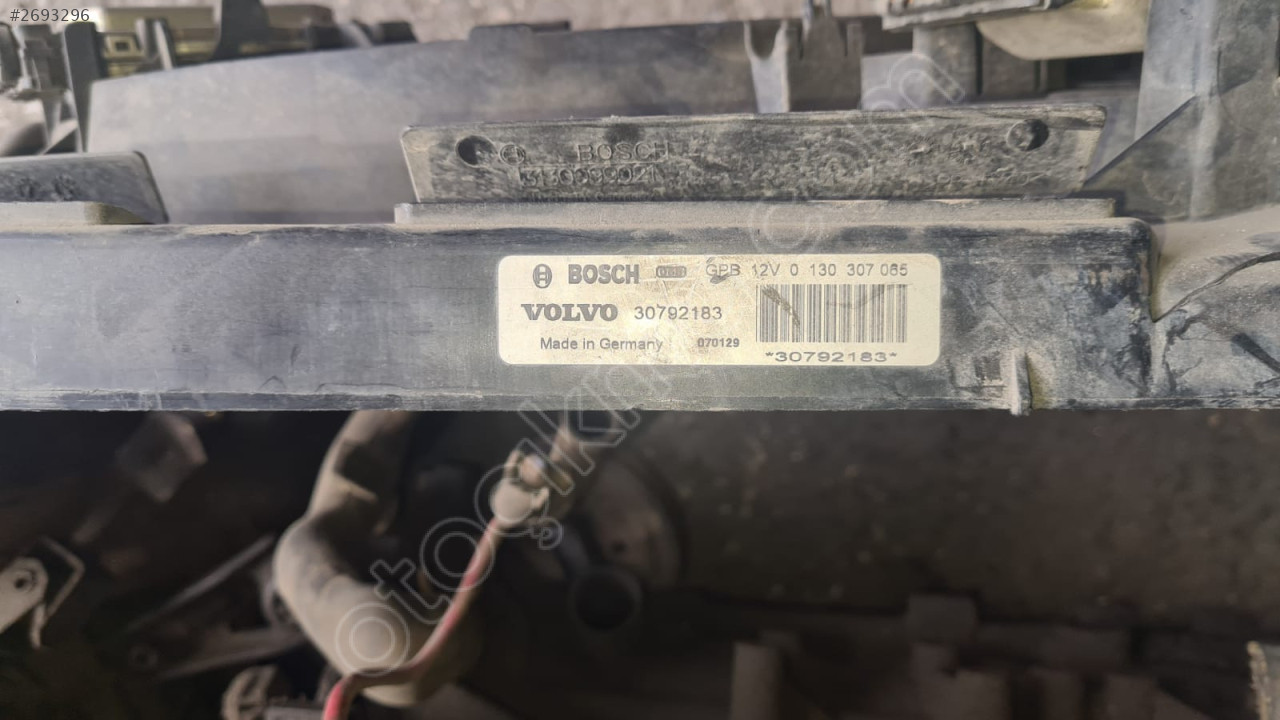 #2693296
BOSCH
BOSCH GPB 12V 0 130 307 065
VOLVO 30792183
Made in Germany 070129
*30792183*